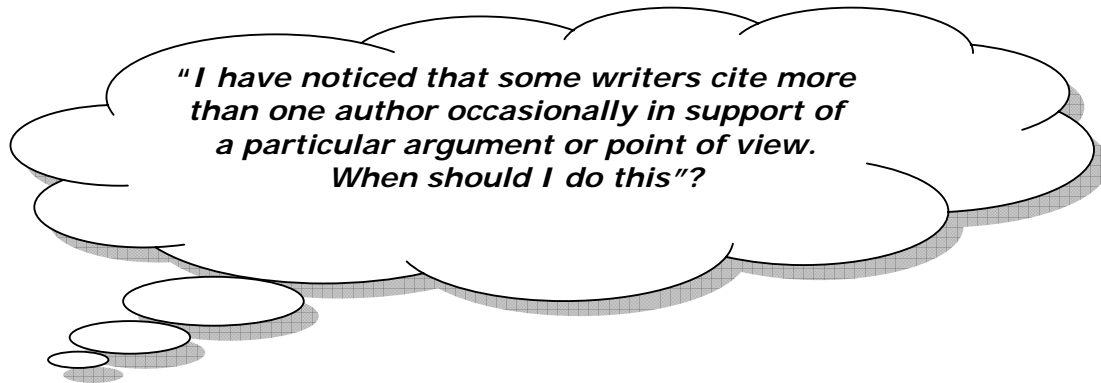 “I have noticed that some writers cite more
than one author occasionally in support of
a particular argument or point of view.
When should I do this”?